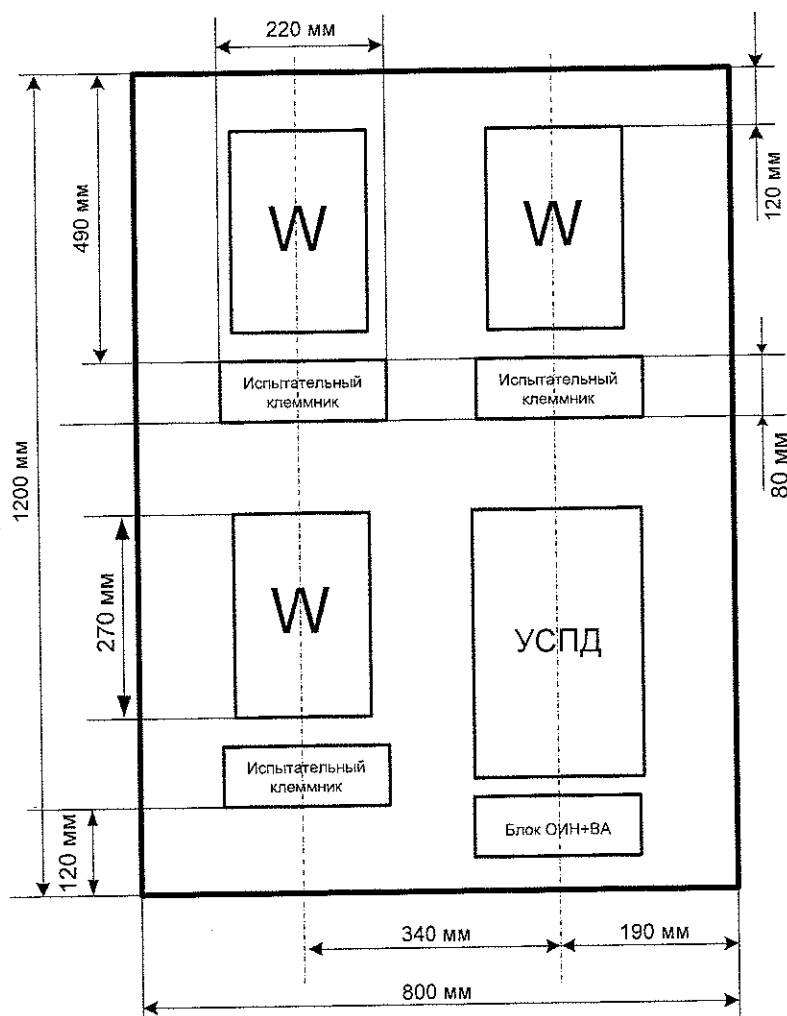 220 мм
490 мм
120 мм
W
W
Испытательный
клеммник
Испытательный
клеммник
80 мм
1200 мм
270 мм
W
УСПД
Испытательный
клеммник
Блок ОИН+ВА
120 мм
340 мм
190 мм
800 мм